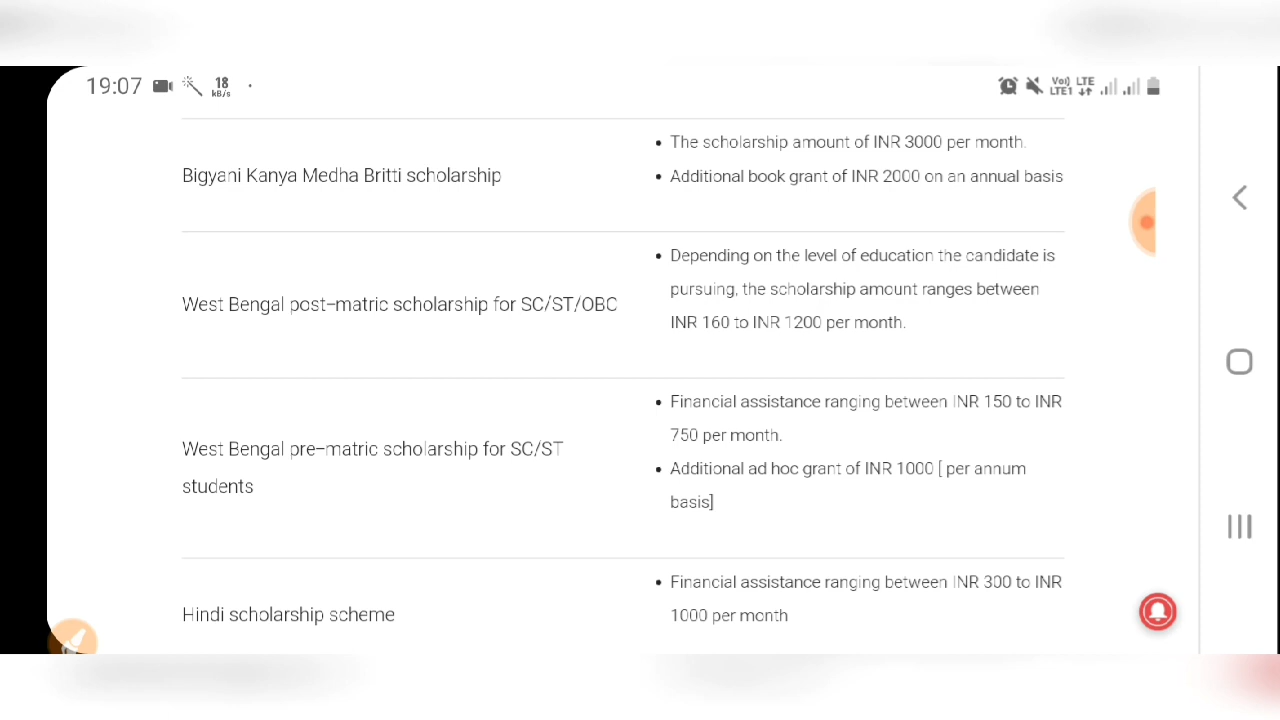 19:07
18
kB/s
Vo)) LTE
LTE1
Bigyani Kanya Medha Britti scholarship
• The scholarship amount of INR 3000 per month.
• Additional book grant of INR 2000 on an annual basis
West Bengal post-matric scholarship for SC/ST/OBC
• Depending on the level of education the candidate is
pursuing, the scholarship amount ranges between
INR 160 to INR 1200 per month.
West Bengal pre-matric scholarship for SC/ST
students
• Financial assistance ranging between INR 150 to INR
750 per month.
• Additional ad hoc grant of INR 1000 [ per annum
basis]
Hindi scholarship scheme
• Financial assistance ranging between INR 300 to INR
1000 per month